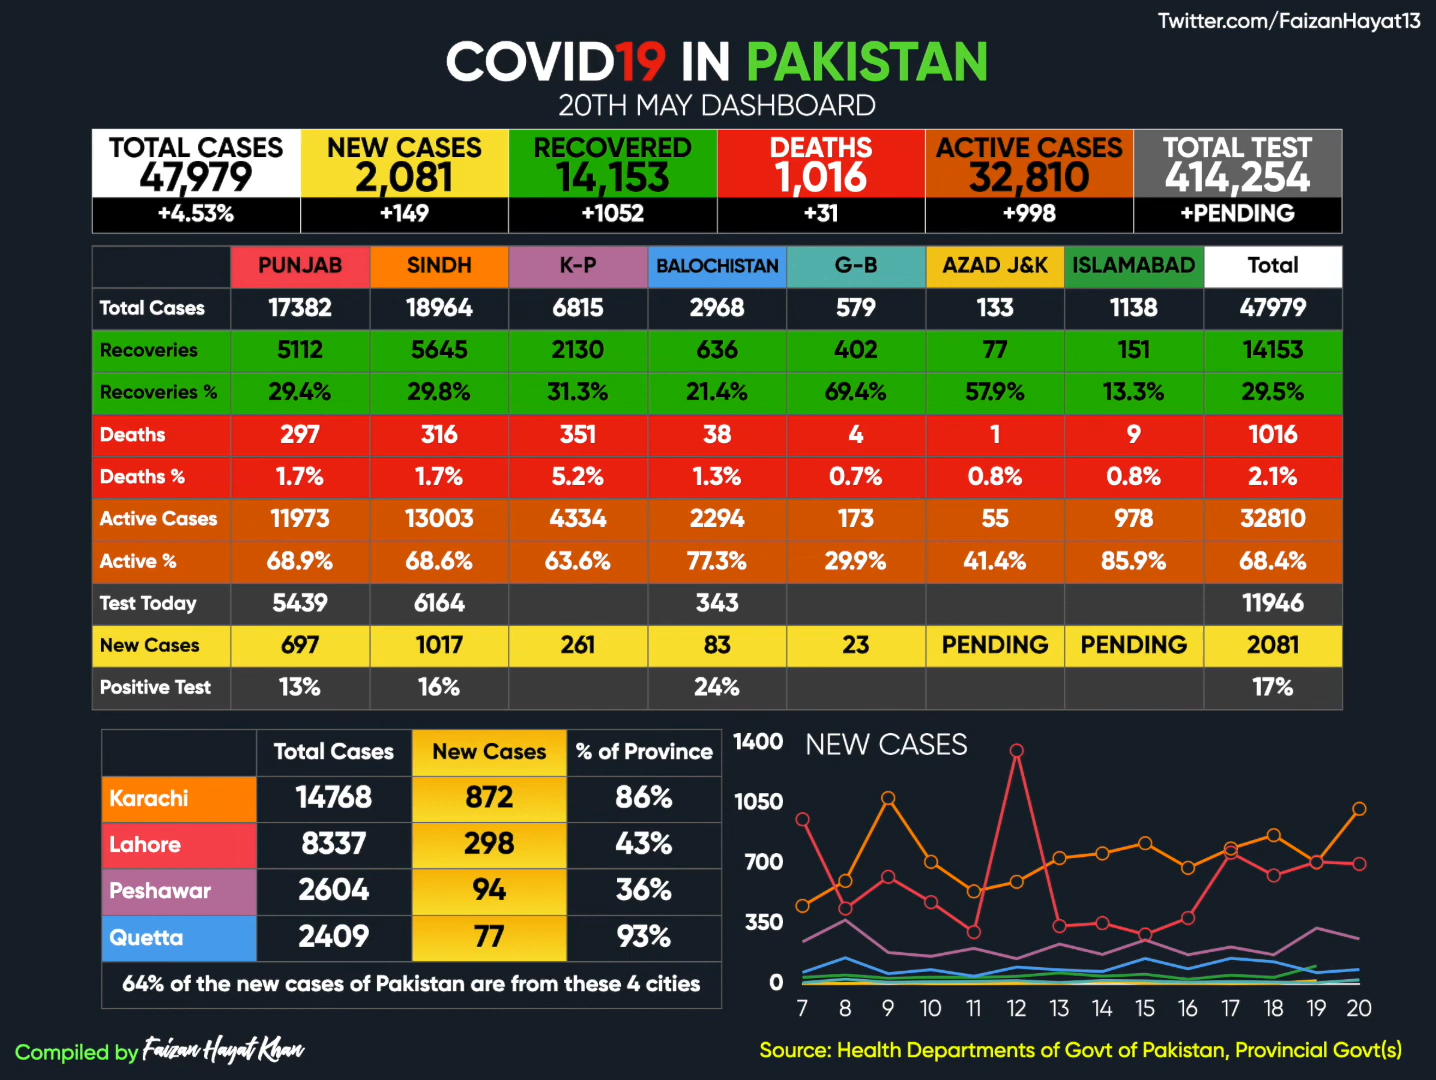 Twitter.com/FaizanHayat13
COVID19 IN PAKISTAN
20TH MAY DASHBOARD
TOTAL CASES NEW CASES RECOVERED DEATHS ACTIVE CASES TOTAL TEST
47,979 2,081 14,153 1,016 32,810 414,254
+4.53% +149 +1052 +31 +998 +PENDING
PUNJAB SINDH K-P BALOCHISTAN G-B AZAD J&K ISLAMABAD Total
Total Cases 17382 18964 6815 2968 579 133 1138 47979
Recoveries 5112 5645 2130 636 402 77 151 14153
Recoveries % 29.4% 29.8% 31.3% 21.4% 69.4% 57.9% 13.3% 29.5%
Deaths 297 316 351 38 4 1 9 1016
Deaths % 1.7% 1.7% 5.2% 1.3% 0.7% 0.8% 0.8% 2.1%
Active Cases 11973 13003 4334 2294 173 55 978 32810
Active % 68.9% 68.6% 63.6% 77.3% 29.9% 41.4% 85.9% 68.4%
Test Today 5439 6164 343 11946
New Cases 697 1017 261 83 23 PENDING PENDING 2081
Positive Test 13% 16% 24% 17%
Total Cases New Cases % of Province
Karachi 14768 872 86%
Lahore 8337 298 43%
Peshawar 2604 94 36%
Quetta 2409 77 93%
64% of the new cases of Pakistan are from these 4 cities
NEW CASES
1400
1050
700
350
0
7 8 9 10 11 12 13 14 15 16 17 18 19 20
Compiled by Faizan Hayat Khan
Source: Health Departments of Govt of Pakistan, Provincial Govt(s)